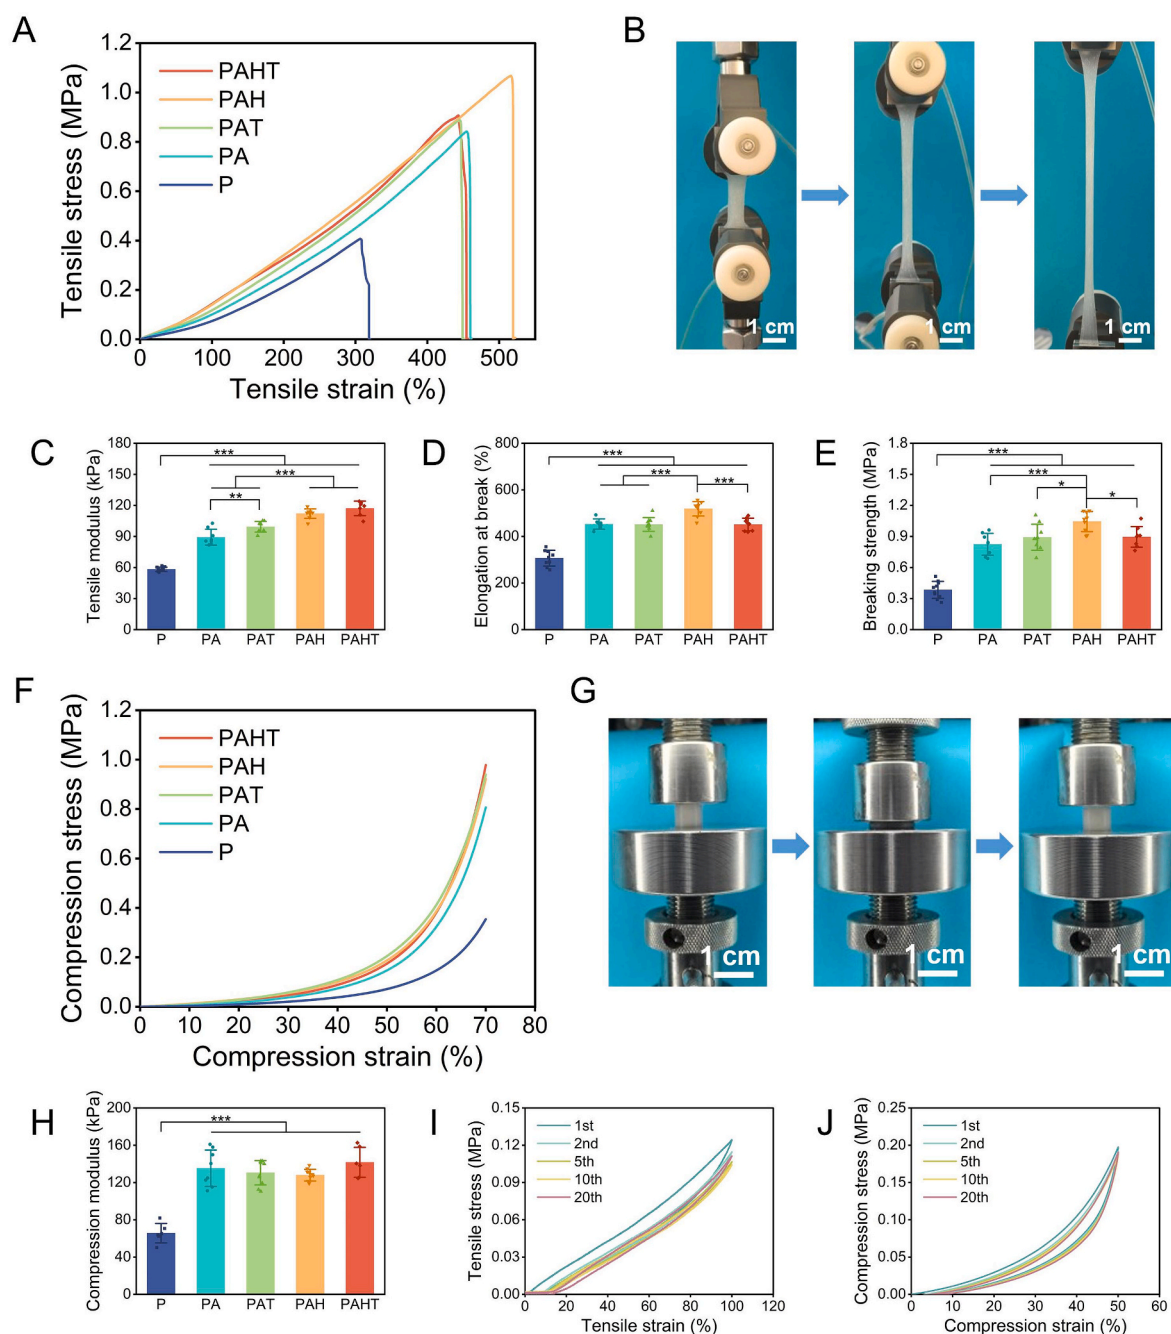 A
Tensile stress (MPa)
1.2
1.0
0.8
0.6
0.4
0.2
0.0
PAHT
PAH
PAT
PA
P
0 100 200 300 400 500
Tensile strain (%)
B
1 cm
1 cm
1 cm
C
Tensile modulus (kPa)
180
150
120
90
60
30
0
***
***
**
P PA PAT PAH PAHT
D
Elongation at break (%)
800
600
400
200
0
***
***
***
P PA PAT PAH PAHT
E
Breaking strength (MPa)
1.8
1.5
1.2
0.9
0.6
0.3
0.0
***
***
*
*
P PA PAT PAH PAHT
F
Compression stress (MPa)
1.2
1.0
0.8
0.6
0.4
0.2
0.0
PAHT
PAH
PAT
PA
P
0 10 20 30 40 50 60 70 80
Compression strain (%)
G
1 cm
1 cm
1 cm
H
Compression modulus (kPa)
200
160
120
80
40
0
***
P PA PAT PAH PAHT
I
Tensile stress (MPa)
0.15
0.12
0.09
0.06
0.03
0.00
1st
2nd
5th
10th
20th
0 20 40 60 80 100 120
Tensile strain (%)
J
Compression stress (MPa)
0.25
0.20
0.15
0.10
0.05
0.00
1st
2nd
5th
10th
20th
0 10 20 30 40 50 60
Compression strain (%)